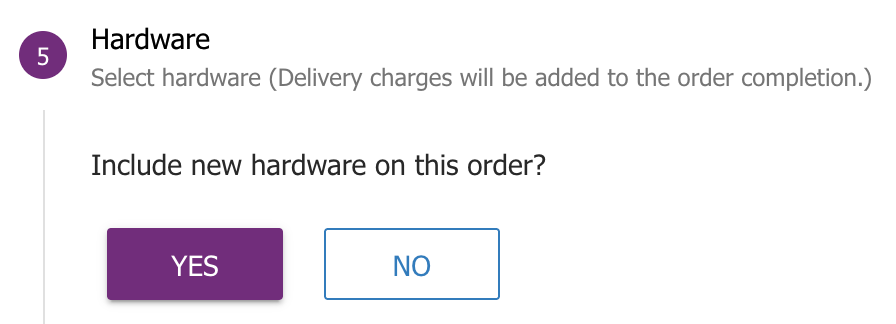 5
Hardware
Select hardware (Delivery charges will be added to the order completion.)
Include new hardware on this order?
YES NO